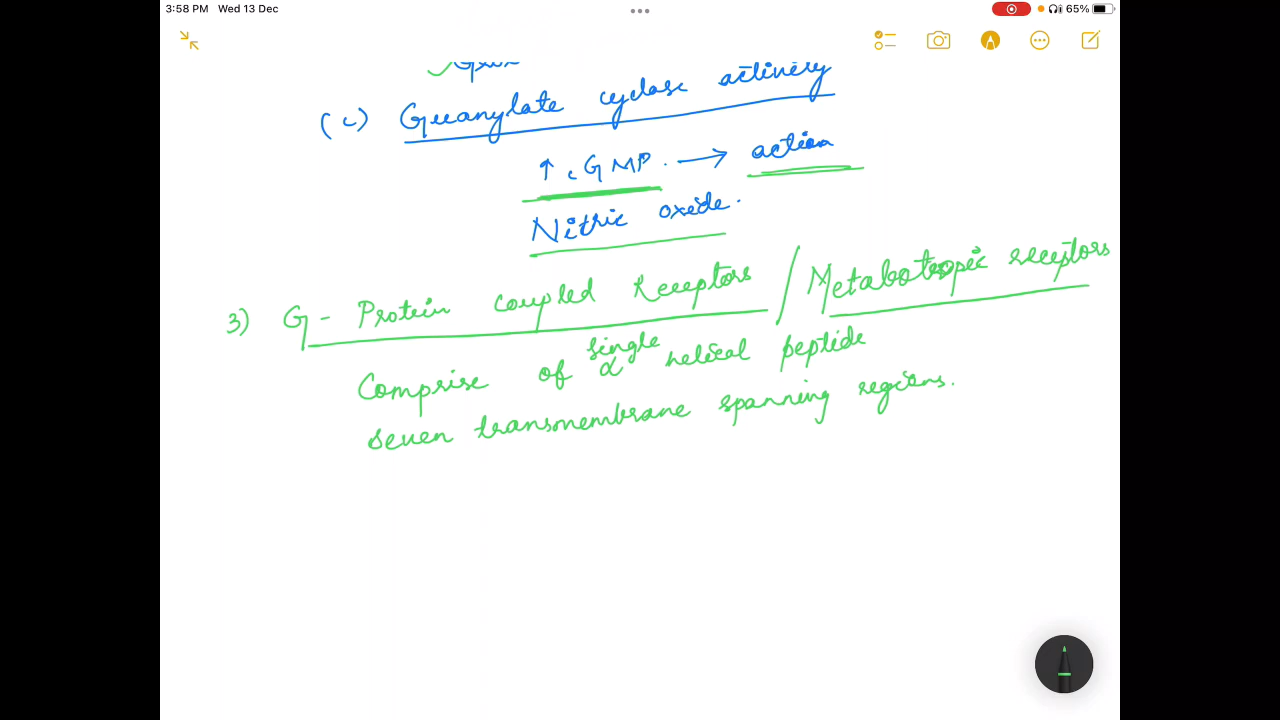 3:58 PM Wed 13 Dec
65%
(c) Guanylate cyclase activity
↑ cGMP. → action
Nitric oxide.
3) G - Protein coupled Receptors / Metabotropic receptors
Comprise of single α helical peptide
seven transmembrane spanning regions.